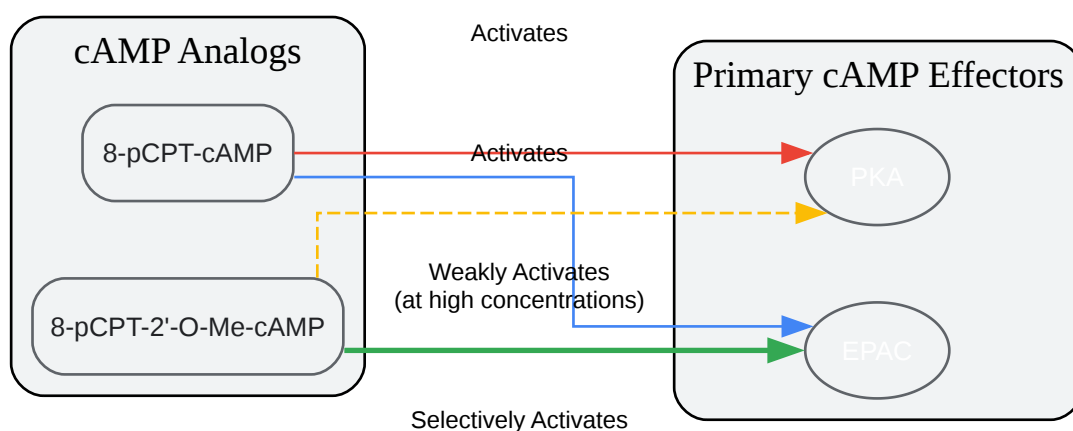 cAMP Analogs
8-pCPT-cAMP
8-pCPT-2'-O-Me-cAMP
Activates
Activates
Weakly Activates
(at high concentrations)
Selectively Activates
Primary cAMP Effectors
PKA
EPAC